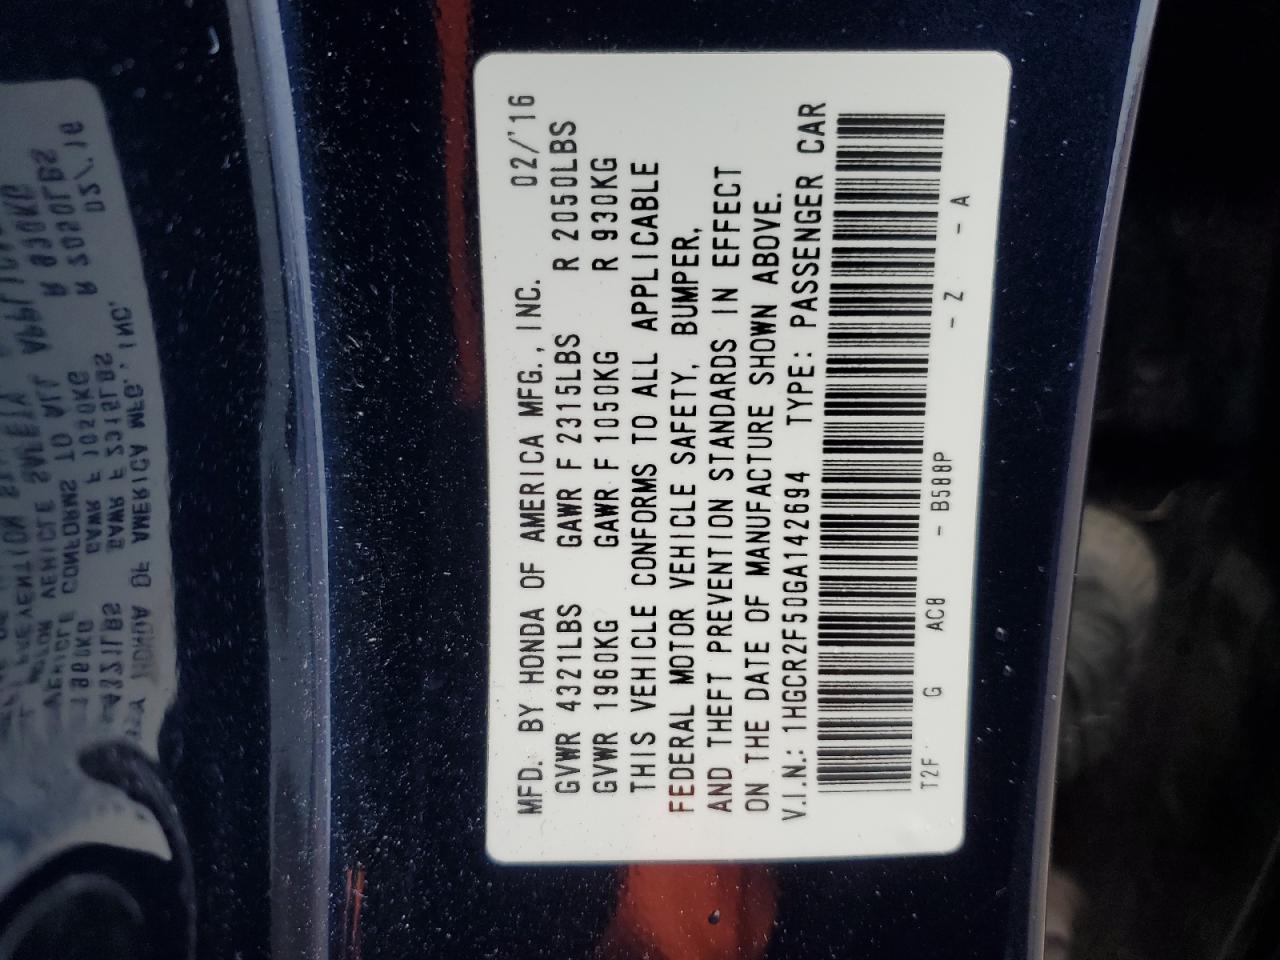 MFD. BY HONDA OF AMERICA MFG., INC. 02/'16
GVWR 4321LBS GAWR F 2315LBS R 2050LBS
GVWR 1960KG GAWR F 1050KG R 930KG
THIS VEHICLE CONFORMS TO ALL APPLICABLE
FEDERAL MOTOR VEHICLE SAFETY, BUMPER,
AND THEFT PREVENTION STANDARDS IN EFFECT
ON THE DATE OF MANUFACTURE SHOWN ABOVE.
V.I.N.: 1HGCR2F50GA142694 TYPE: PASSENGER CAR
T2F G AC8 - B588P - Z - A